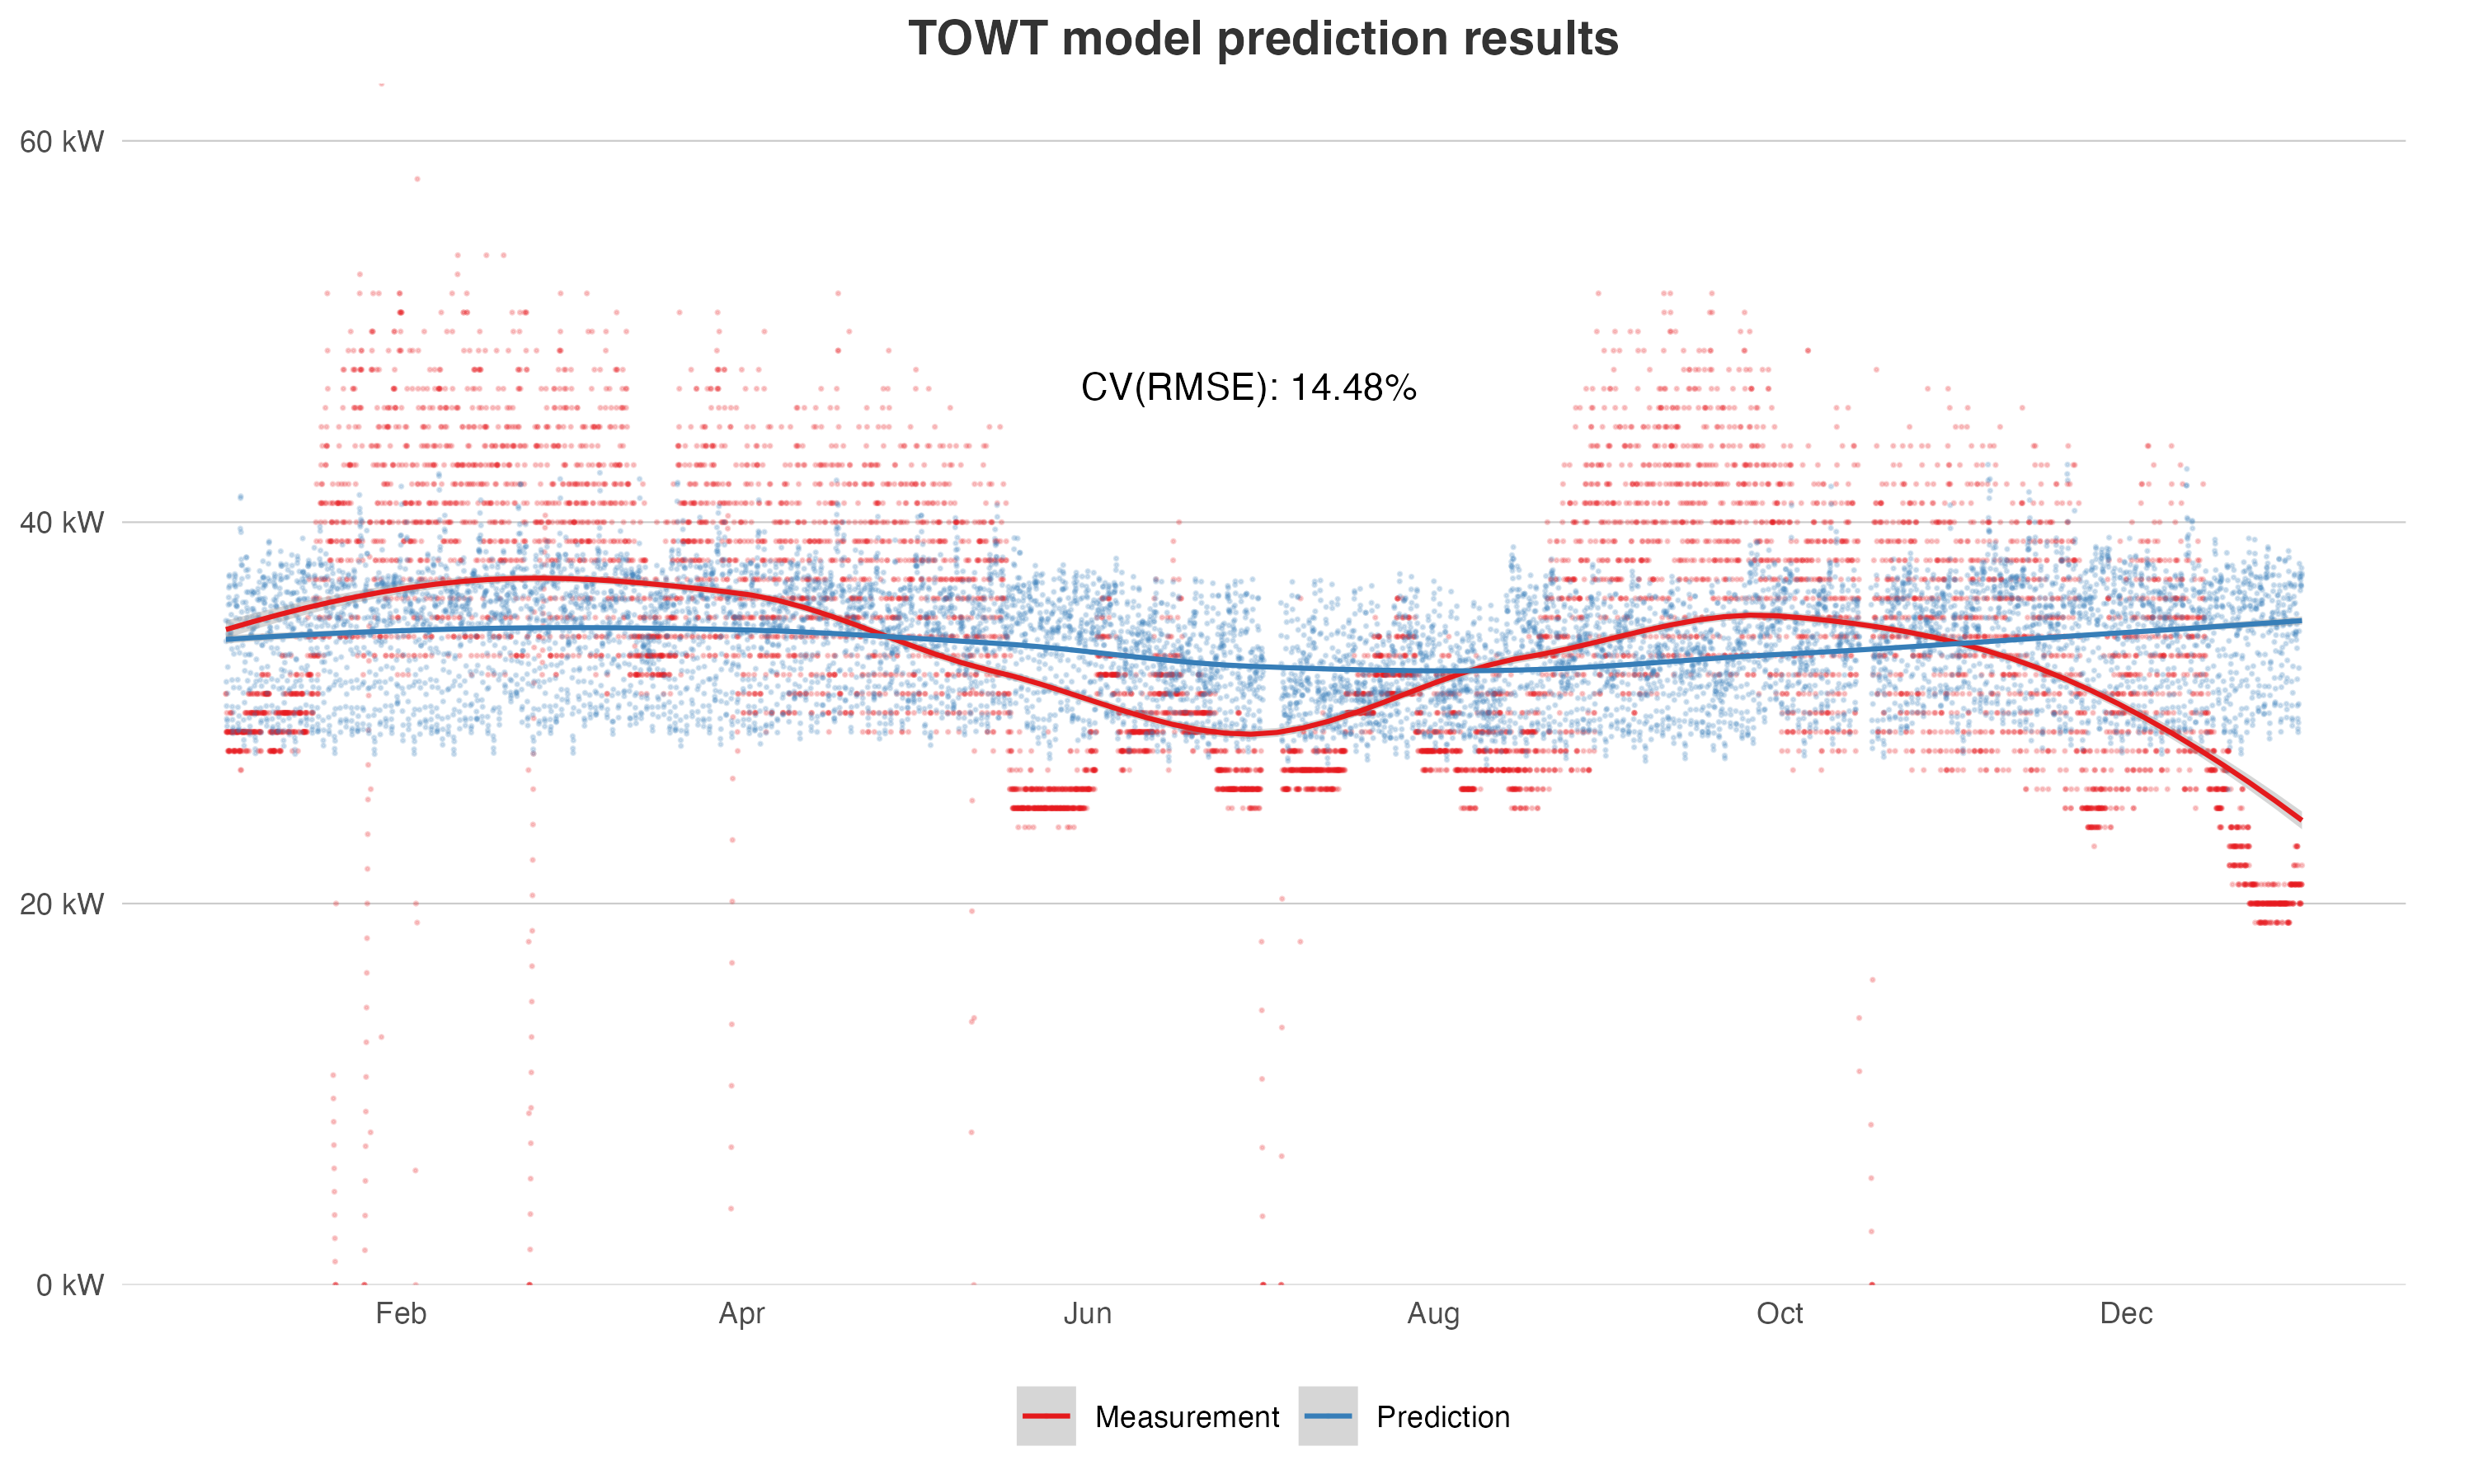 TOWT model prediction results
60 kW
40 kW
20 kW
0 kW
CV(RMSE): 14.48%
Feb Apr Jun Aug Oct Dec
Measurement Prediction